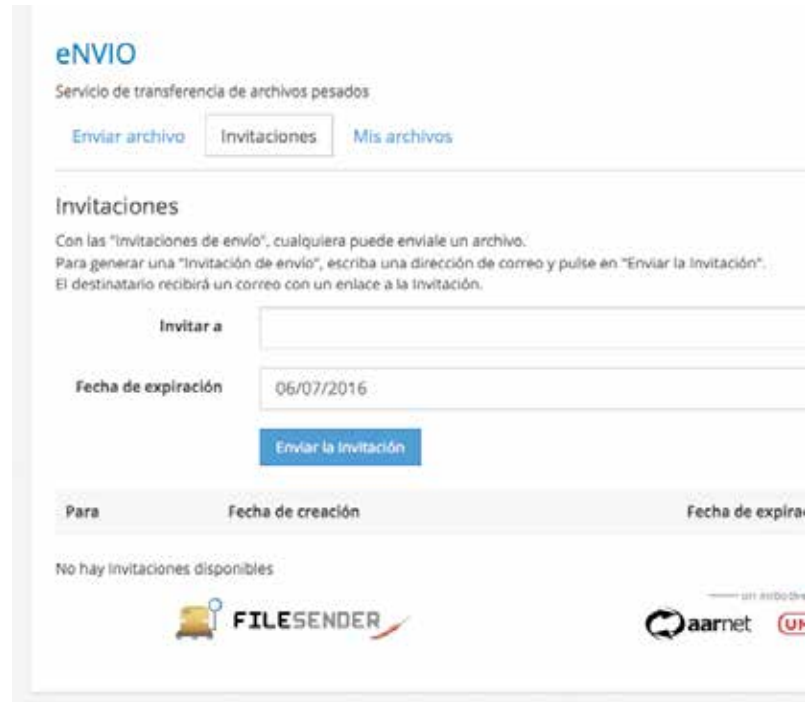 eNVIO
Servicio de transferencia de archivos pesados
Enviar archivo Invitaciones Mis archivos
Invitaciones
Con las "Invitaciones de envío", cualquiera puede enviale un archivo.
Para generar una "Invitación de envío", escriba una dirección de correo y pulse en "Enviar la Invitación".
El destinatario recibirá un correo con un enlace a la Invitación.
Invitar a
Fecha de expiración 06/07/2016
Enviar la Invitación
Para Fecha de creación Fecha de expira
No hay Invitaciones disponibles
FILESENDER aarnet